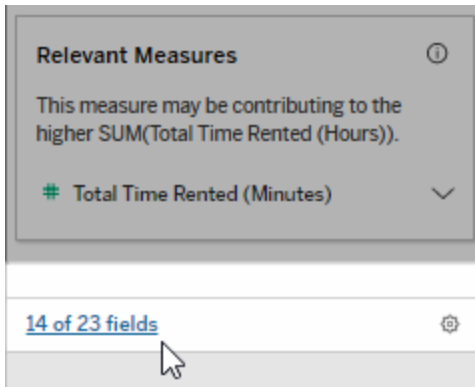 Relevant Measures
This measure may be contributing to the
higher SUM(Total Time Rented (Hours)).
# Total Time Rented (Minutes)
14 of 23 fields